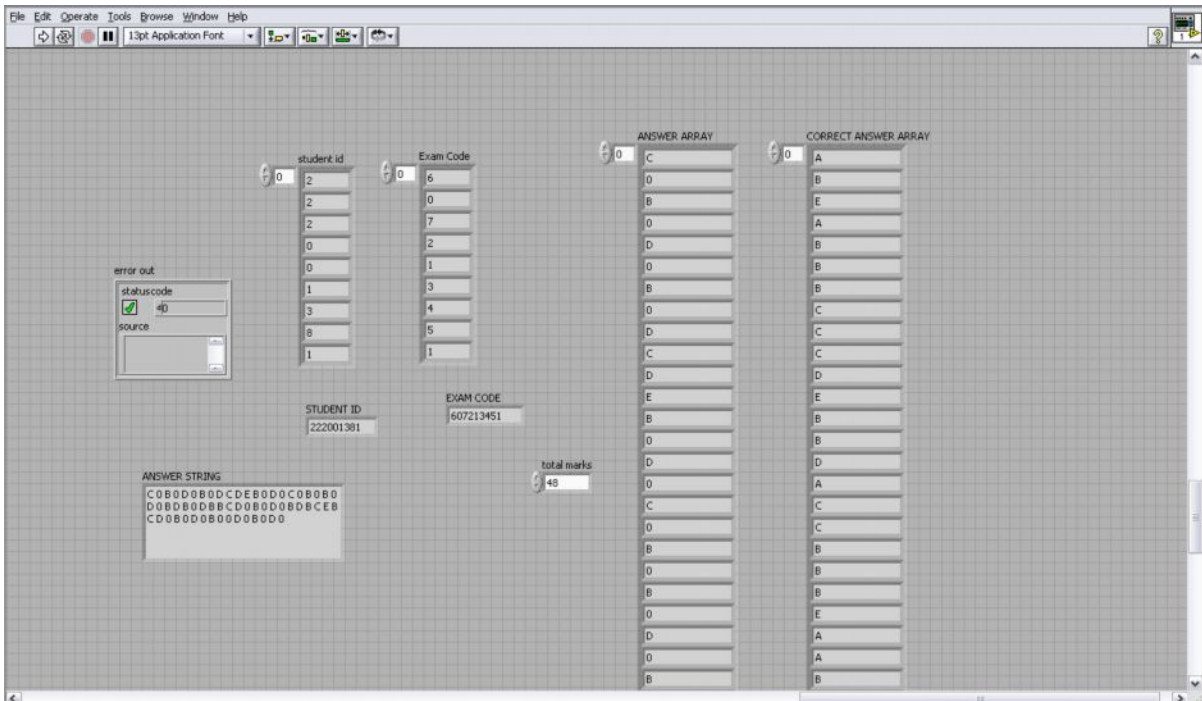 File Edit Operate Tools Browse Window Help
13pt Application Font
1
ANSWER ARRAY
CORRECT ANSWER ARRAY
student id
Exam Code
0
2
2
2
0
0
1
3
8
1
0
6
0
7
2
1
3
4
5
1
0
C
0
B
0
D
0
B
0
D
C
D
E
B
0
D
0
C
0
B
0
B
0
D
0
B
0
A
B
E
A
B
B
B
C
C
C
D
E
B
B
D
A
C
C
B
B
B
E
A
A
B
error out
status code
source
STUDENT ID
222001381
EXAM CODE
607213451
total marks
48
ANSWER STRING
C0B0D0B0DCDEB0D0C0B0B0
D0BDB0DBBCD0B0D0BDBCEB
CD0B0D0B00D0B0D0